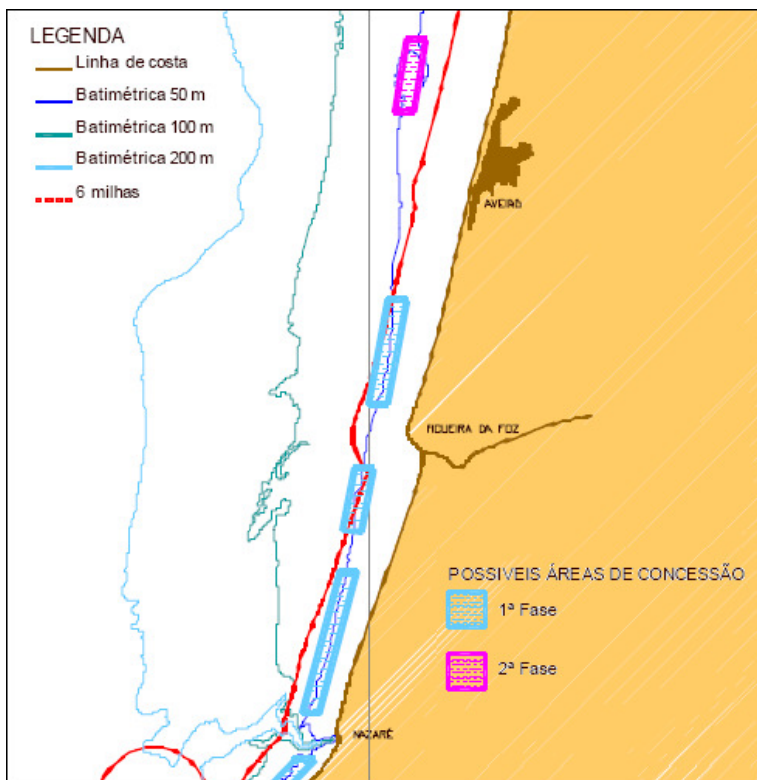 LEGENDA
Linha de costa
Batimétrica 50 m
Batimétrica 100 m
Batimétrica 200 m
6 milhas
AVEIRO
FIGUEIRA DA FOZ
POSSIVEIS ÁREAS DE CONCESSÃO
1ª Fase
2ª Fase
NAZARÉ